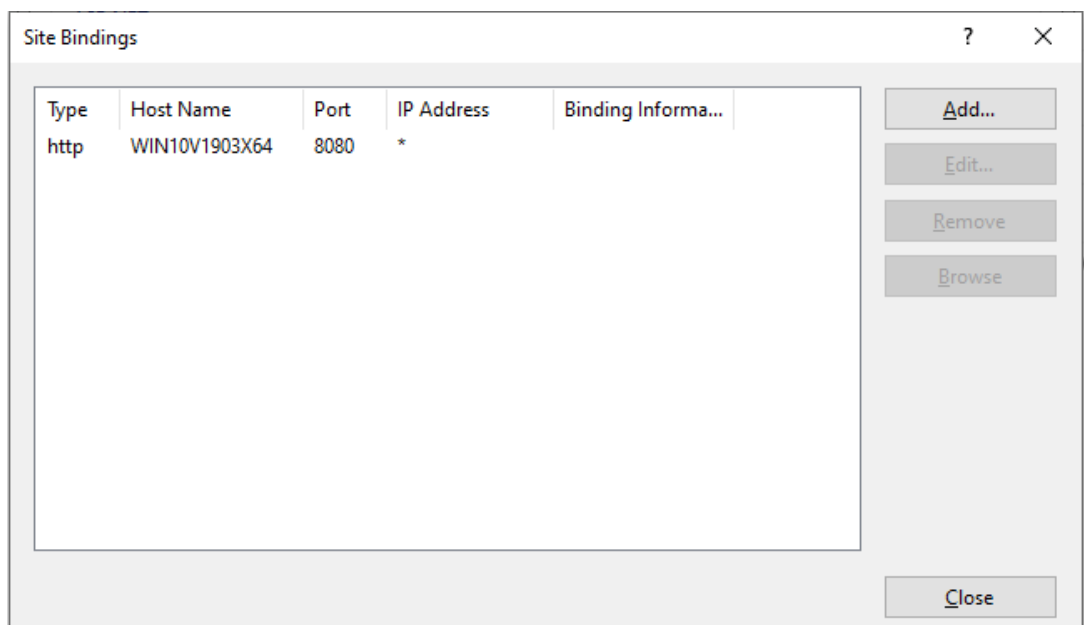 Site Bindings ?
Type Host Name Port IP Address Binding Informa... Add...
http WIN10V1903X64 8080 *
Edit...
Remove
Browse
Close